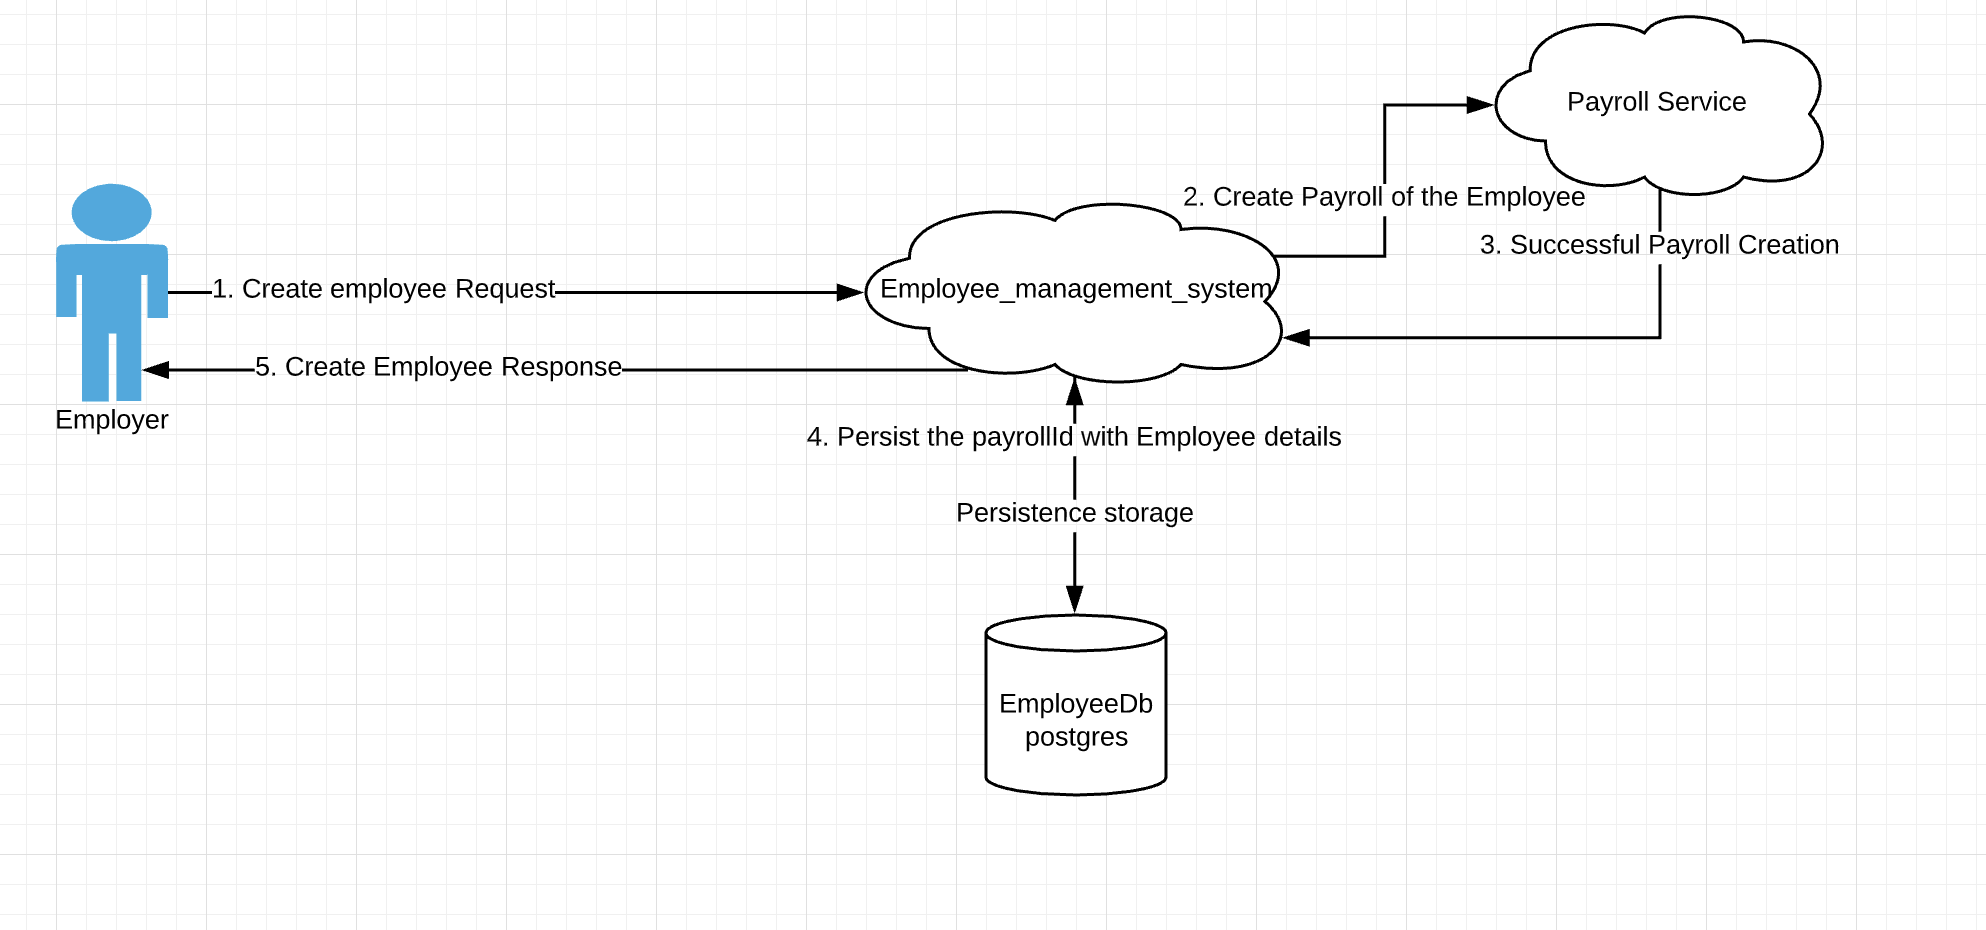 Payroll Service
2. Create Payroll of the Employee
3. Successful Payroll Creation
1. Create employee Request
Employee_management_system
5. Create Employee Response
Employer
4. Persist the payrollId with Employee details
Persistence storage
EmployeeDb
postgres